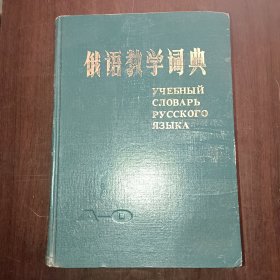 俄语教学词典
УЧЕБНЫЙ
СЛОВАРЬ
РУССКОГО
ЯЗЫКА